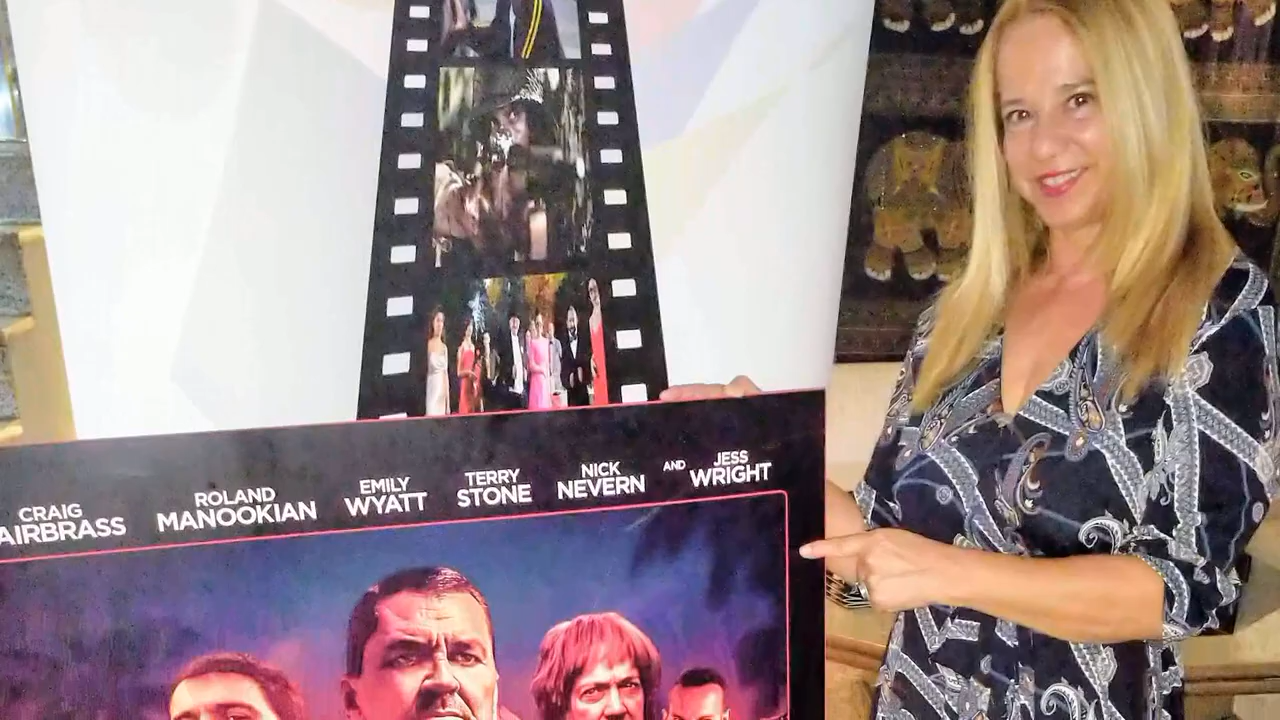 CRAIG
AIRBRASS
ROLAND
MANOOKIAN
EMILY
WYATT
TERRY
STONE
NICK
NEVERN
AND JESS
WRIGHT